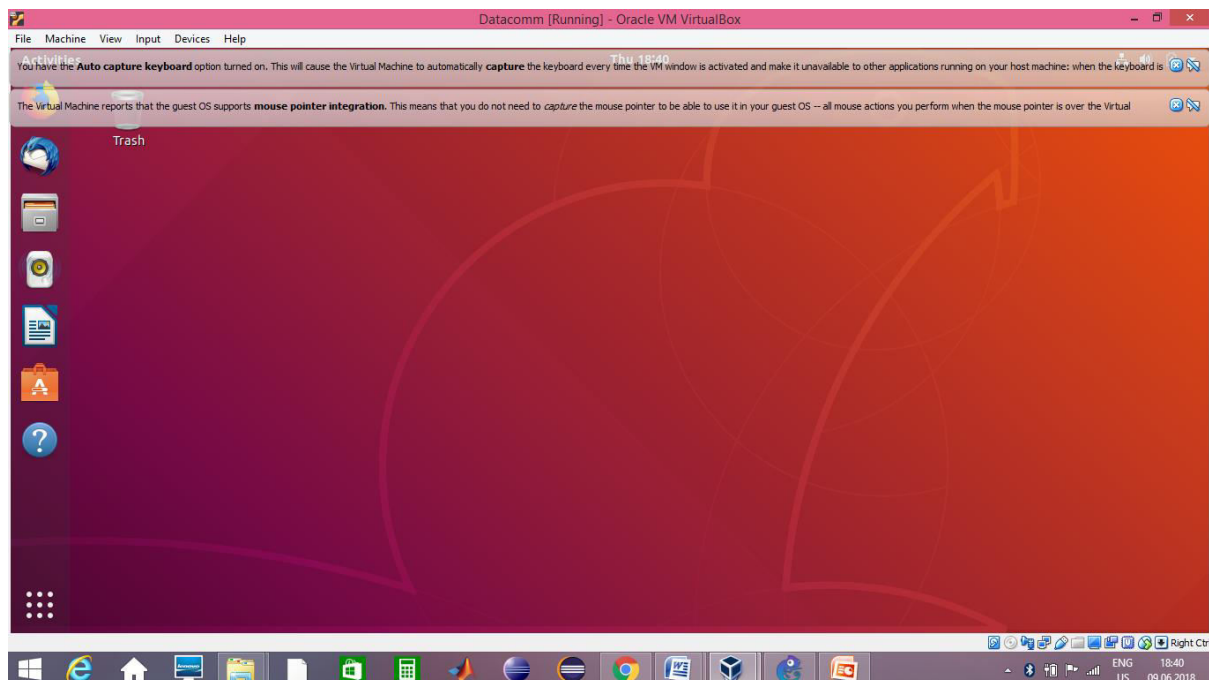 Datacomm [Running] - Oracle VM VirtualBox
File Machine View Input Devices Help
Activities
Thu 18:40
You have the Auto capture keyboard option turned on. This will cause the Virtual Machine to automatically capture the keyboard every time the VM window is activated and make it unavailable to other applications running on your host machine: when the keyboard is
The Virtual Machine reports that the guest OS supports mouse pointer integration. This means that you do not need to capture the mouse pointer to be able to use it in your guest OS -- all mouse actions you perform when the mouse pointer is over the Virtual
Trash
Right Ctr
ENG
18:40
US
09.06.2018